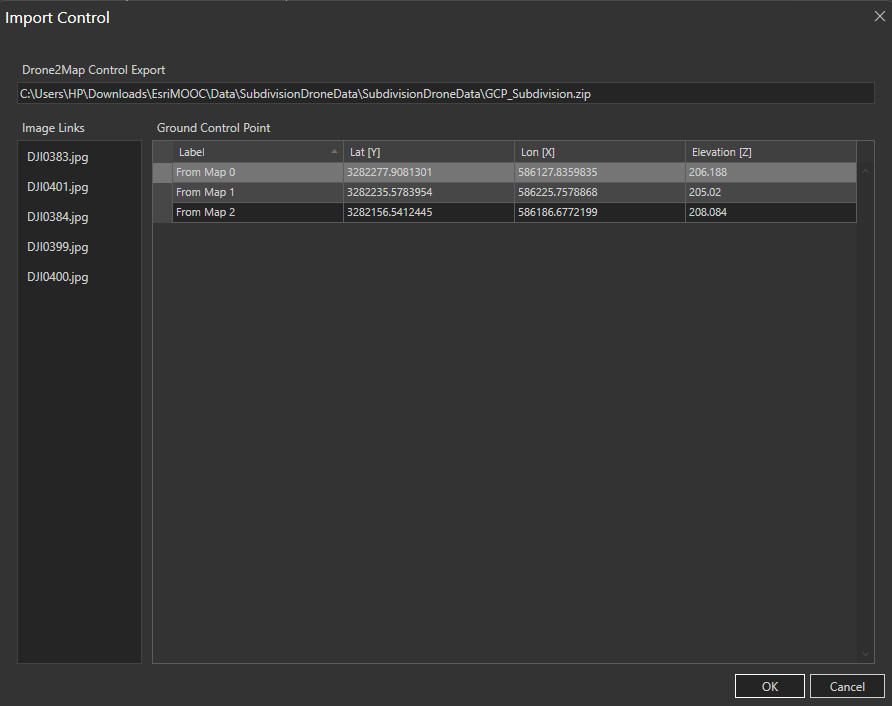 Import Control
Drone2Map Control Export
C:\Users\HP\Downloads\EsriMOOC\Data\SubdivisionDroneData\SubdivisionDroneData\GCP_Subdivision.zip
Image Links
Ground Control Point
DJI0383.jpg
DJI0401.jpg
DJI0384.jpg
DJI0399.jpg
DJI0400.jpg
Label Lat [Y] Lon [X] Elevation [Z]
From Map 0 3282277.9081301 586127.8359835 206.188
From Map 1 3282235.5783954 586225.7578868 205.02
From Map 2 3282156.5412445 586186.6772199 208.084
OK Cancel